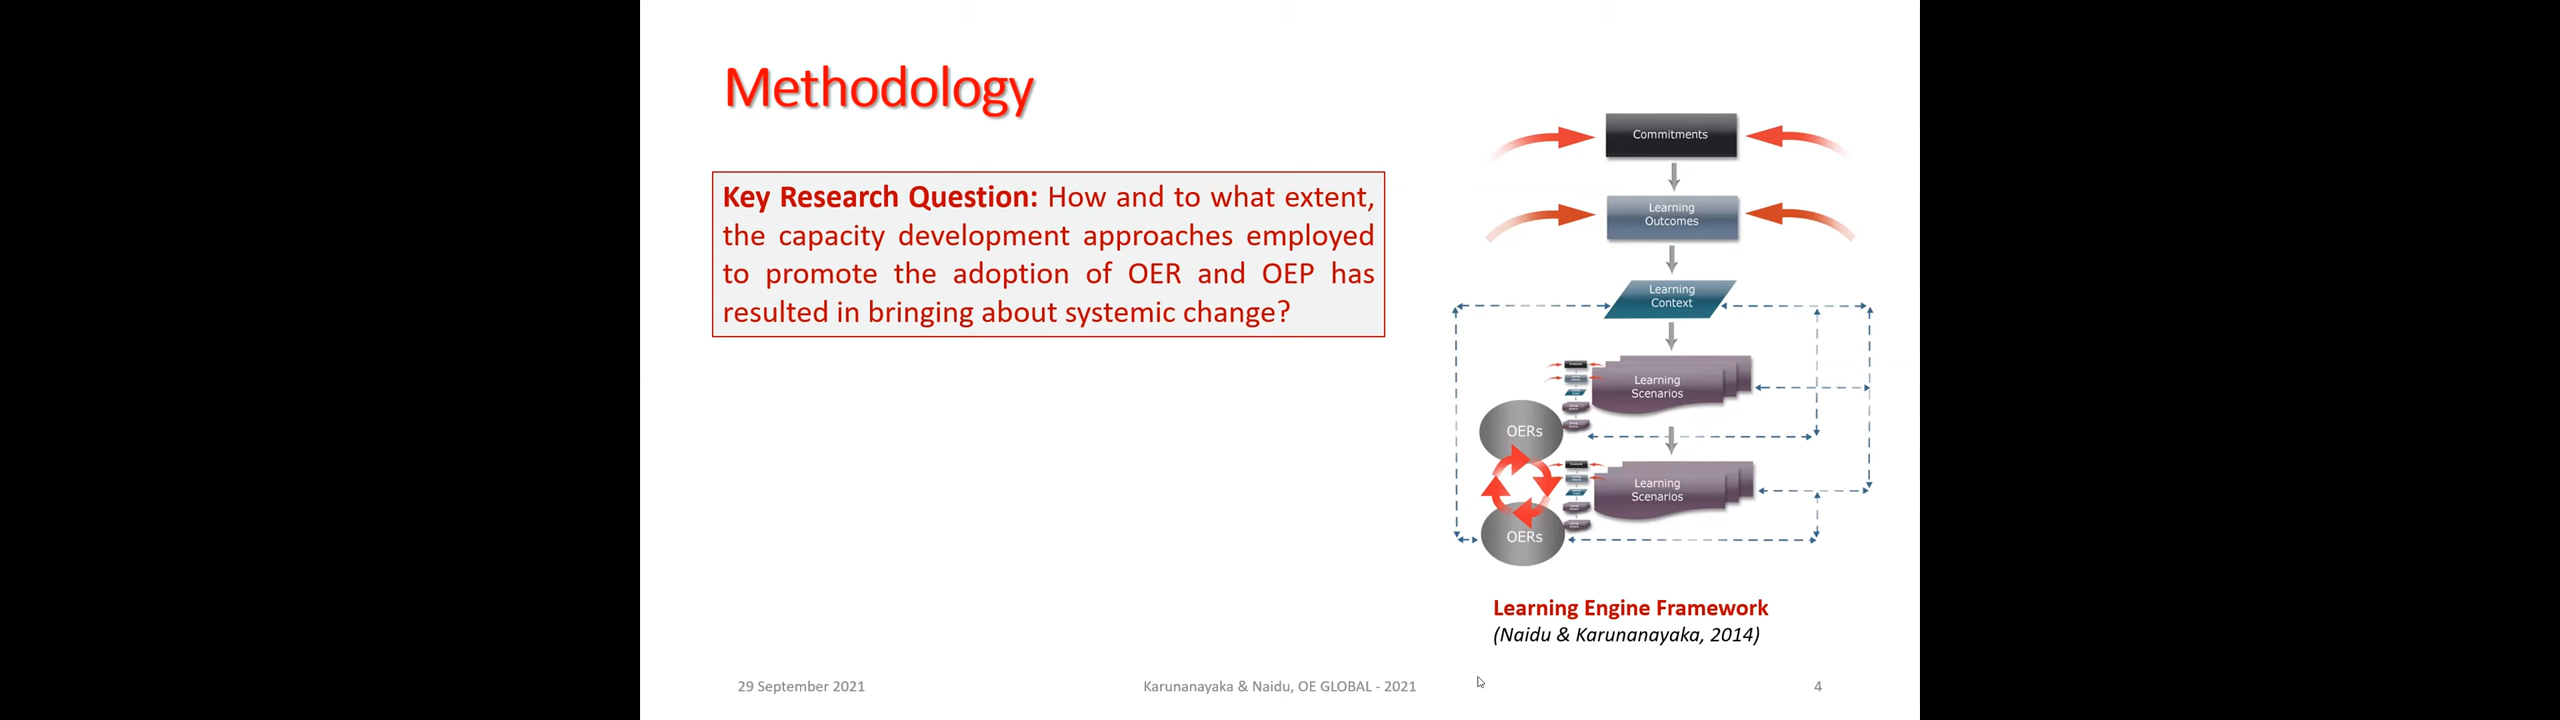 Methodology
Key Research Question: How and to what extent,
the capacity development approaches employed
to promote the adoption of OER and OEP has
resulted in bringing about systemic change?
Commitments
Learning
Outcomes
Learning
Context
Learning
Scenarios
OERs
Learning
Scenarios
OERs
Learning Engine Framework
(Naidu & Karunanayaka, 2014)
29 September 2021
Karunanayaka & Naidu, OE GLOBAL - 2021
4